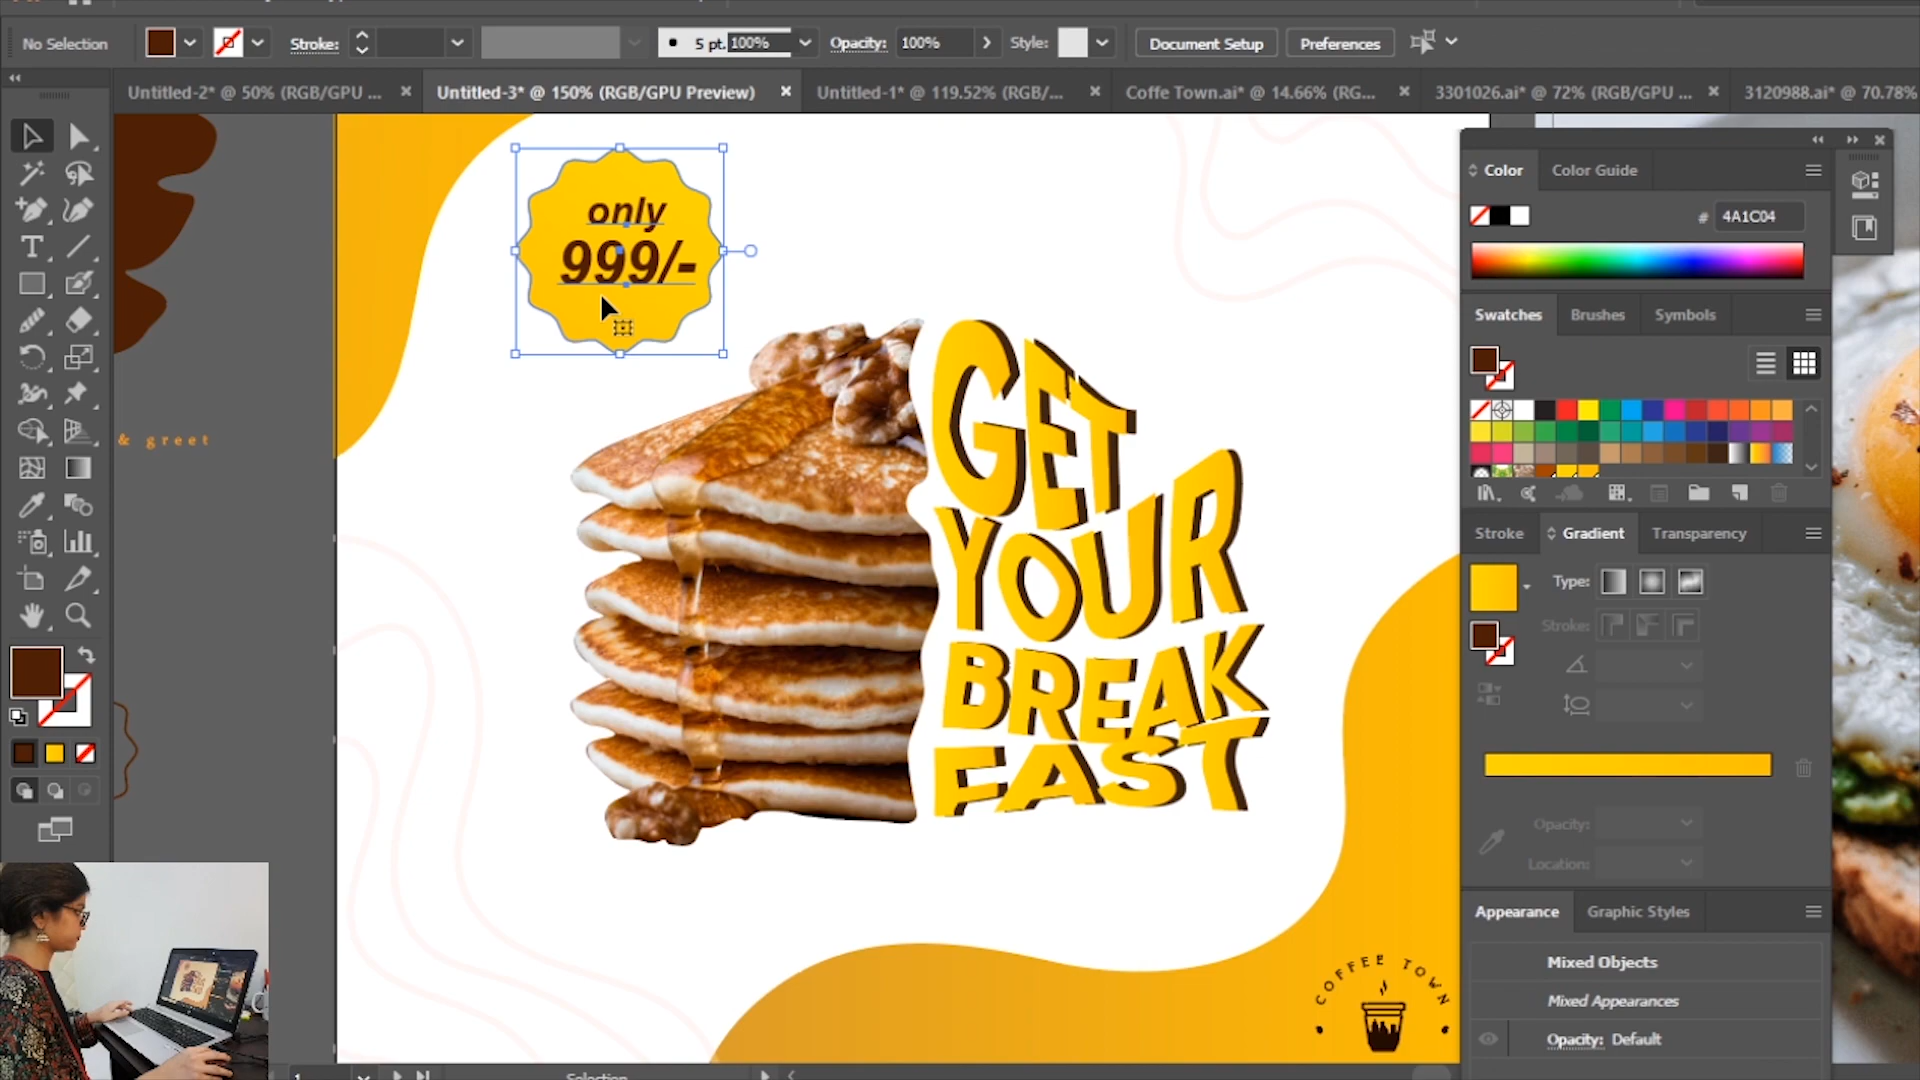 No Selection
Stroke:
5 pt.
100%
Opacity:
100%
Style:
Document Setup
Preferences
Untitled-2* @ 50% (RGB/GPU ...
Untitled-3* @ 150% (RGB/GPU Preview)
Untitled-1* @ 119.52% (RGB/...
Coffe Town.ai* @ 14.66% (RG...
3301026.ai* @ 72% (RGB/GPU ...
3120988.ai* @ 70.78%
& greet
only
999/-
GET
YOUR
BREAK
FAST
COFFEE TOWN
Color
Color Guide
# 4A1C04
Swatches
Brushes
Symbols
Stroke
Gradient
Transparency
Type:
Stroke:
Opacity:
Location:
Appearance
Graphic Styles
Mixed Objects
Mixed Appearances
Opacity: Default
1
Selection